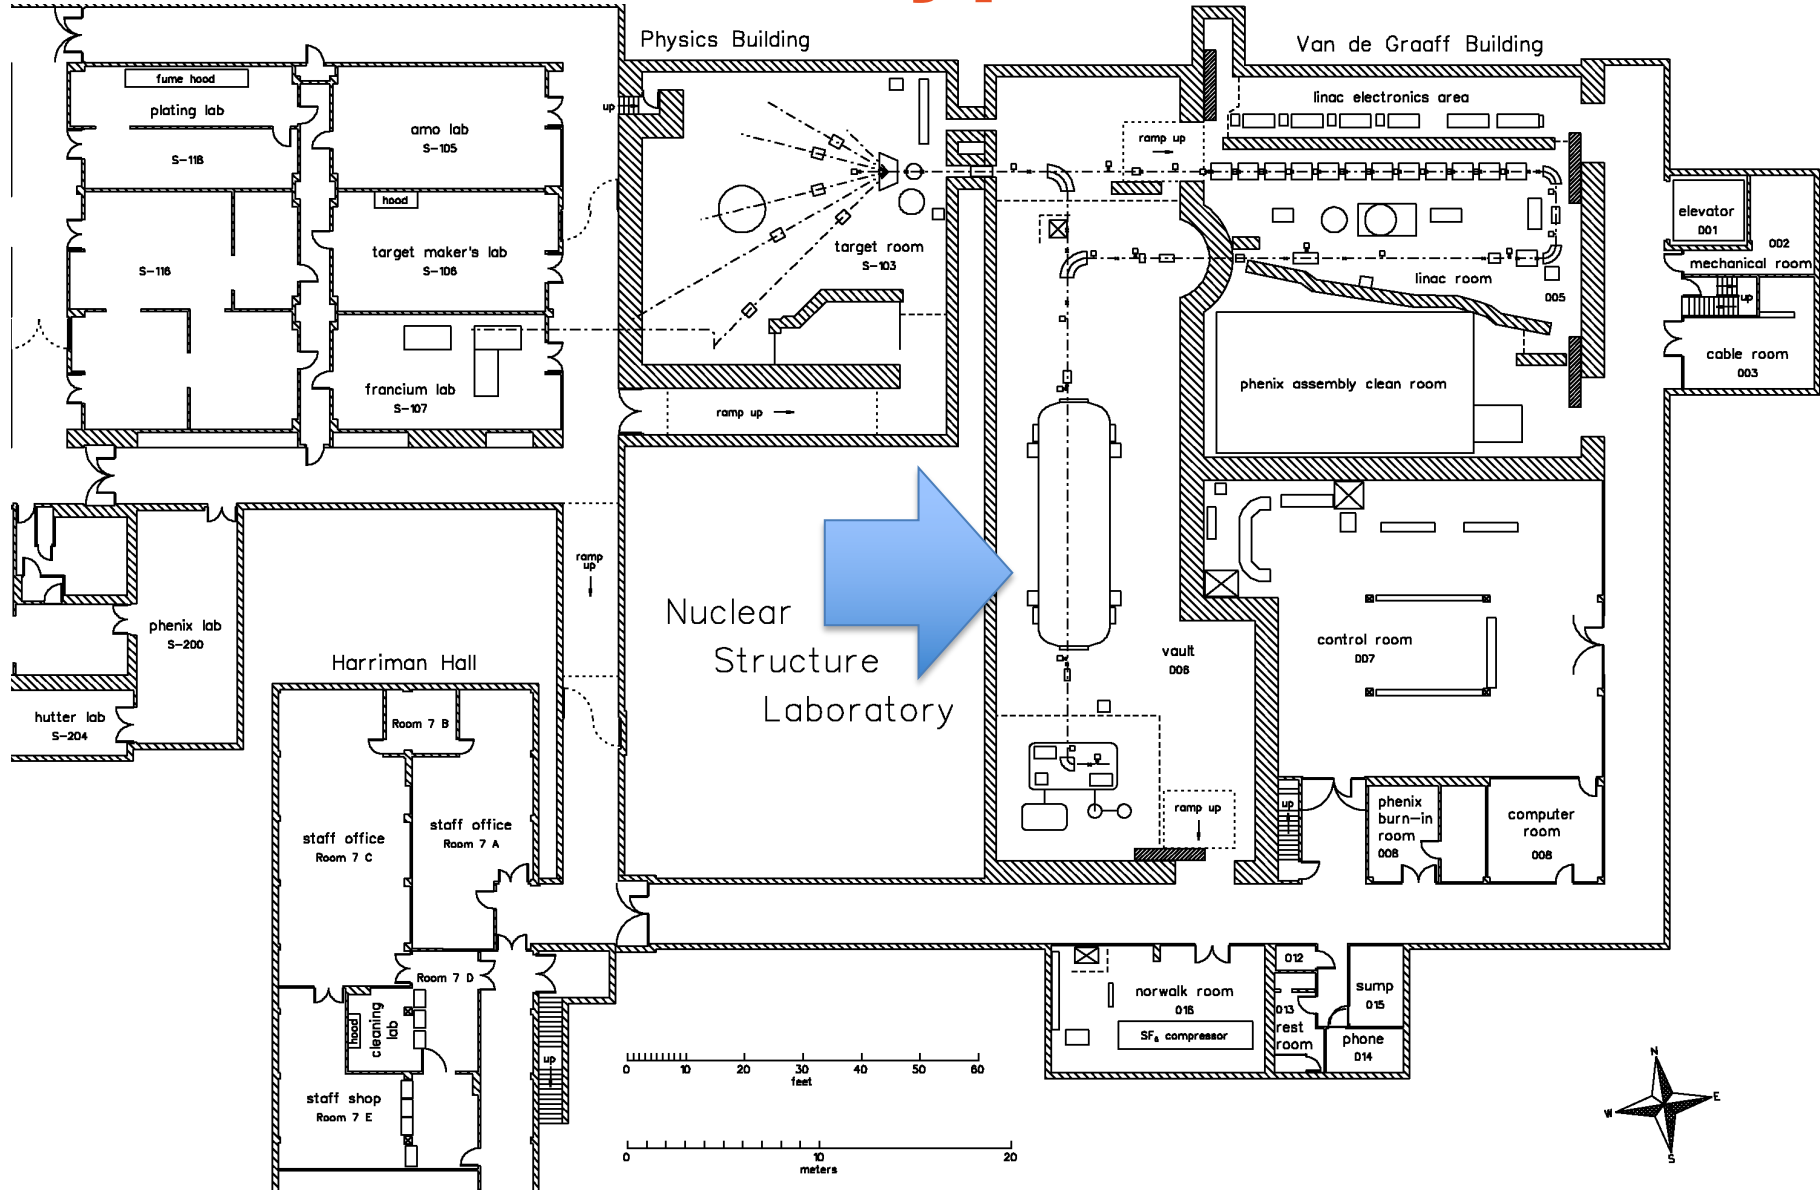 Physics Building
Van de Graaff Building
fume hood
plating lab
S-118
amo lab
S-105
hood
target maker's lab
S-106
S-116
francium lab
S-107
up
target room
S-103
ramp up
ramp up
linac electronics area
linac room
005
phenix assembly clean room
elevator
001
002
mechanical room
up
cable room
003
ramp
up
phenix lab
S-200
hutter lab
S-204
Nuclear
Structure
Laboratory
vault
006
control room
007
Harriman Hall
Room 7 B
staff office
Room 7 C
staff office
Room 7 A
ramp up
up
phenix
burn-in
room
008
computer
room
008
Room 7 D
hood
cleaning
lab
staff shop
Room 7 E
up
norwalk room
016
SF6 compressor
012
013
rest
room
sump
015
phone
014
0 10 20 30 40 50 60
feet
0 10 20
meters
N
E
W
S